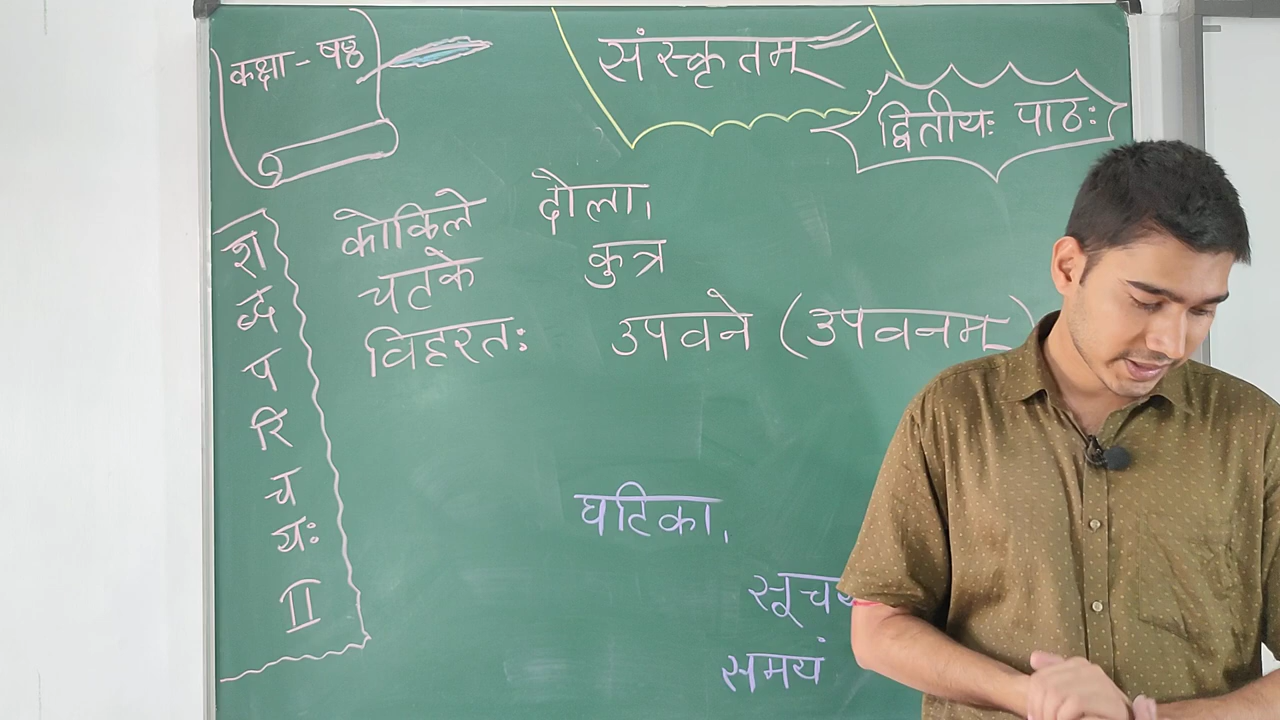 कक्षा - षष्ठ
संस्कृतम्
द्वितीयः पाठः
शब्दपरिचयः II
कोकिले दोला।
चटके कुत्र
विहरतः उपवने (उपवनम्)
घटिका।
समयं